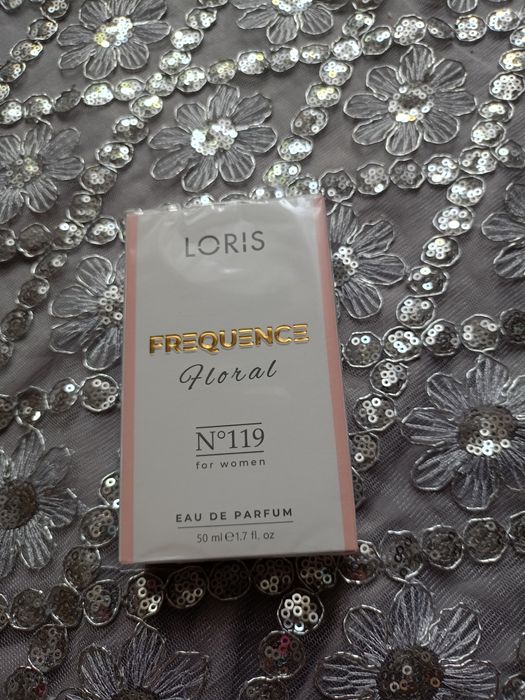 LORIS
FREQUENCE
Floral
N°119
for women
EAU DE PARFUM
50 ml ℮ 1.7 fl. oz